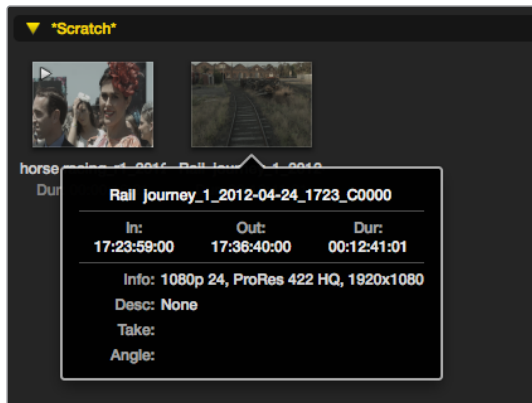 *Scratch*
Dur
Rail journey_1_2012-04-24_1723_C0000
In: Out: Dur:
17:23:59:00 17:36:40:00 00:12:41:01
Info: 1080p 24, ProRes 422 HQ, 1920x1080
Desc: None
Take:
Angle: